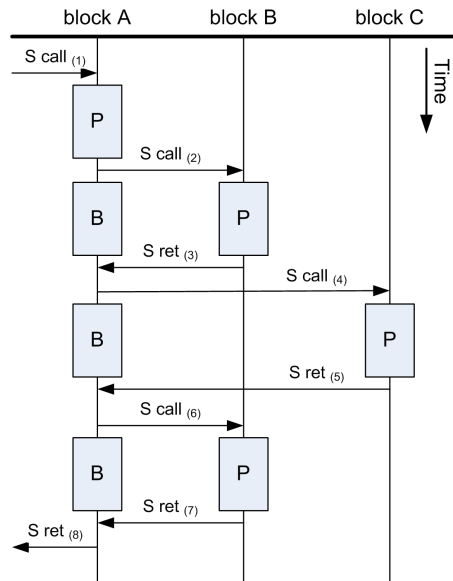 block A block B block C
S call (1)
Time
P
S call (2)
B P
S ret (3)
S call (4)
B P
S ret (5)
S call (6)
B P
S ret (7)
S ret (8)